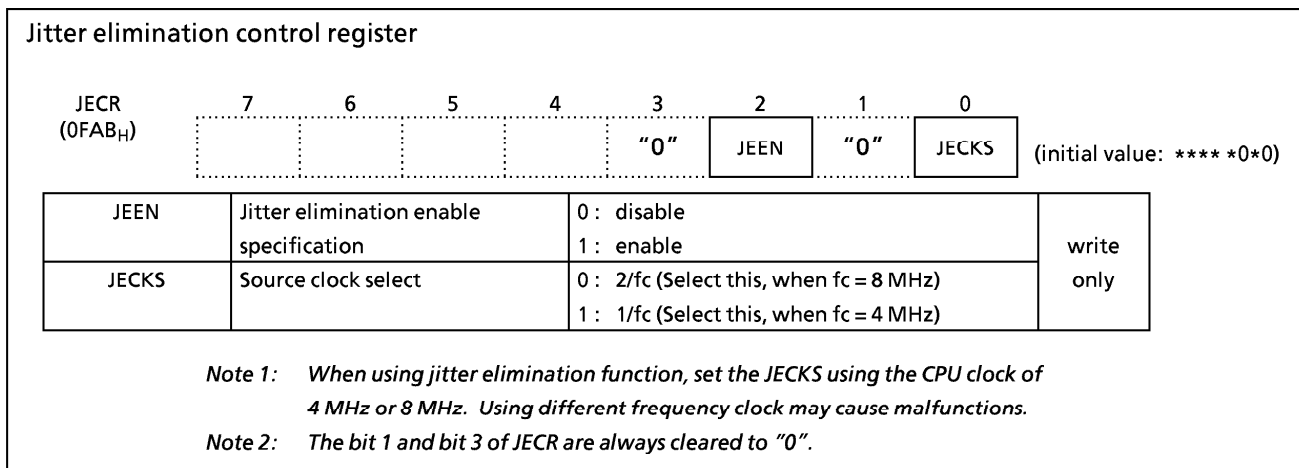 Jitter elimination control register
JECR 7 6 5 4 3 2 1 0
(0FABH) "0" JEEN "0" JECKS (initial value: **** *0*0)
JEEN Jitter elimination enable 0 : disable
specification 1 : enable write
JECKS Source clock select 0 : 2/fc (Select this, when fc = 8 MHz) only
1 : 1/fc (Select this, when fc = 4 MHz)
Note 1: When using jitter elimination function, set the JECKS using the CPU clock of
4 MHz or 8 MHz. Using different frequency clock may cause malfunctions.
Note 2: The bit 1 and bit 3 of JECR are always cleared to "0".